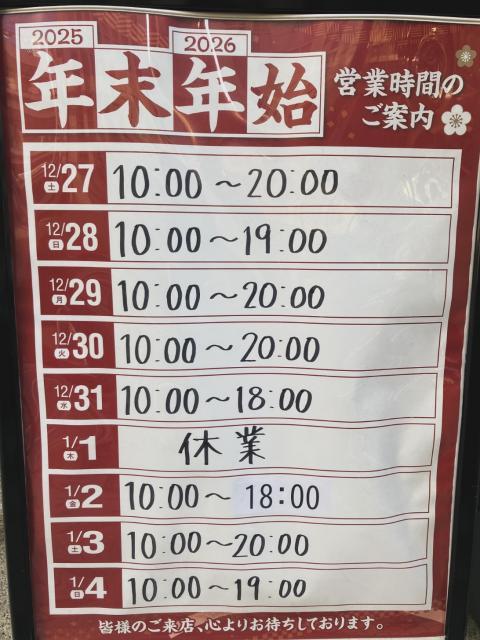 2025 2026
年末年始
営業時間の
ご案内
12/27 土 10:00～20:00
12/28 日 10:00～19:00
12/29 月 10:00～20:00
12/30 火 10:00～20:00
12/31 水 10:00～18:00
1/1 木 休業
1/2 金 10:00～18:00
1/3 土 10:00～20:00
1/4 日 10:00～19:00
皆様のご来店、心よりお待ちしております。